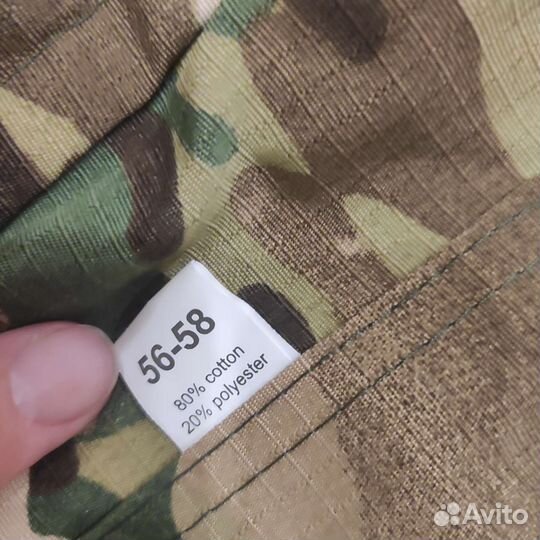 56-58
80% cotton
20% polyester
Avito